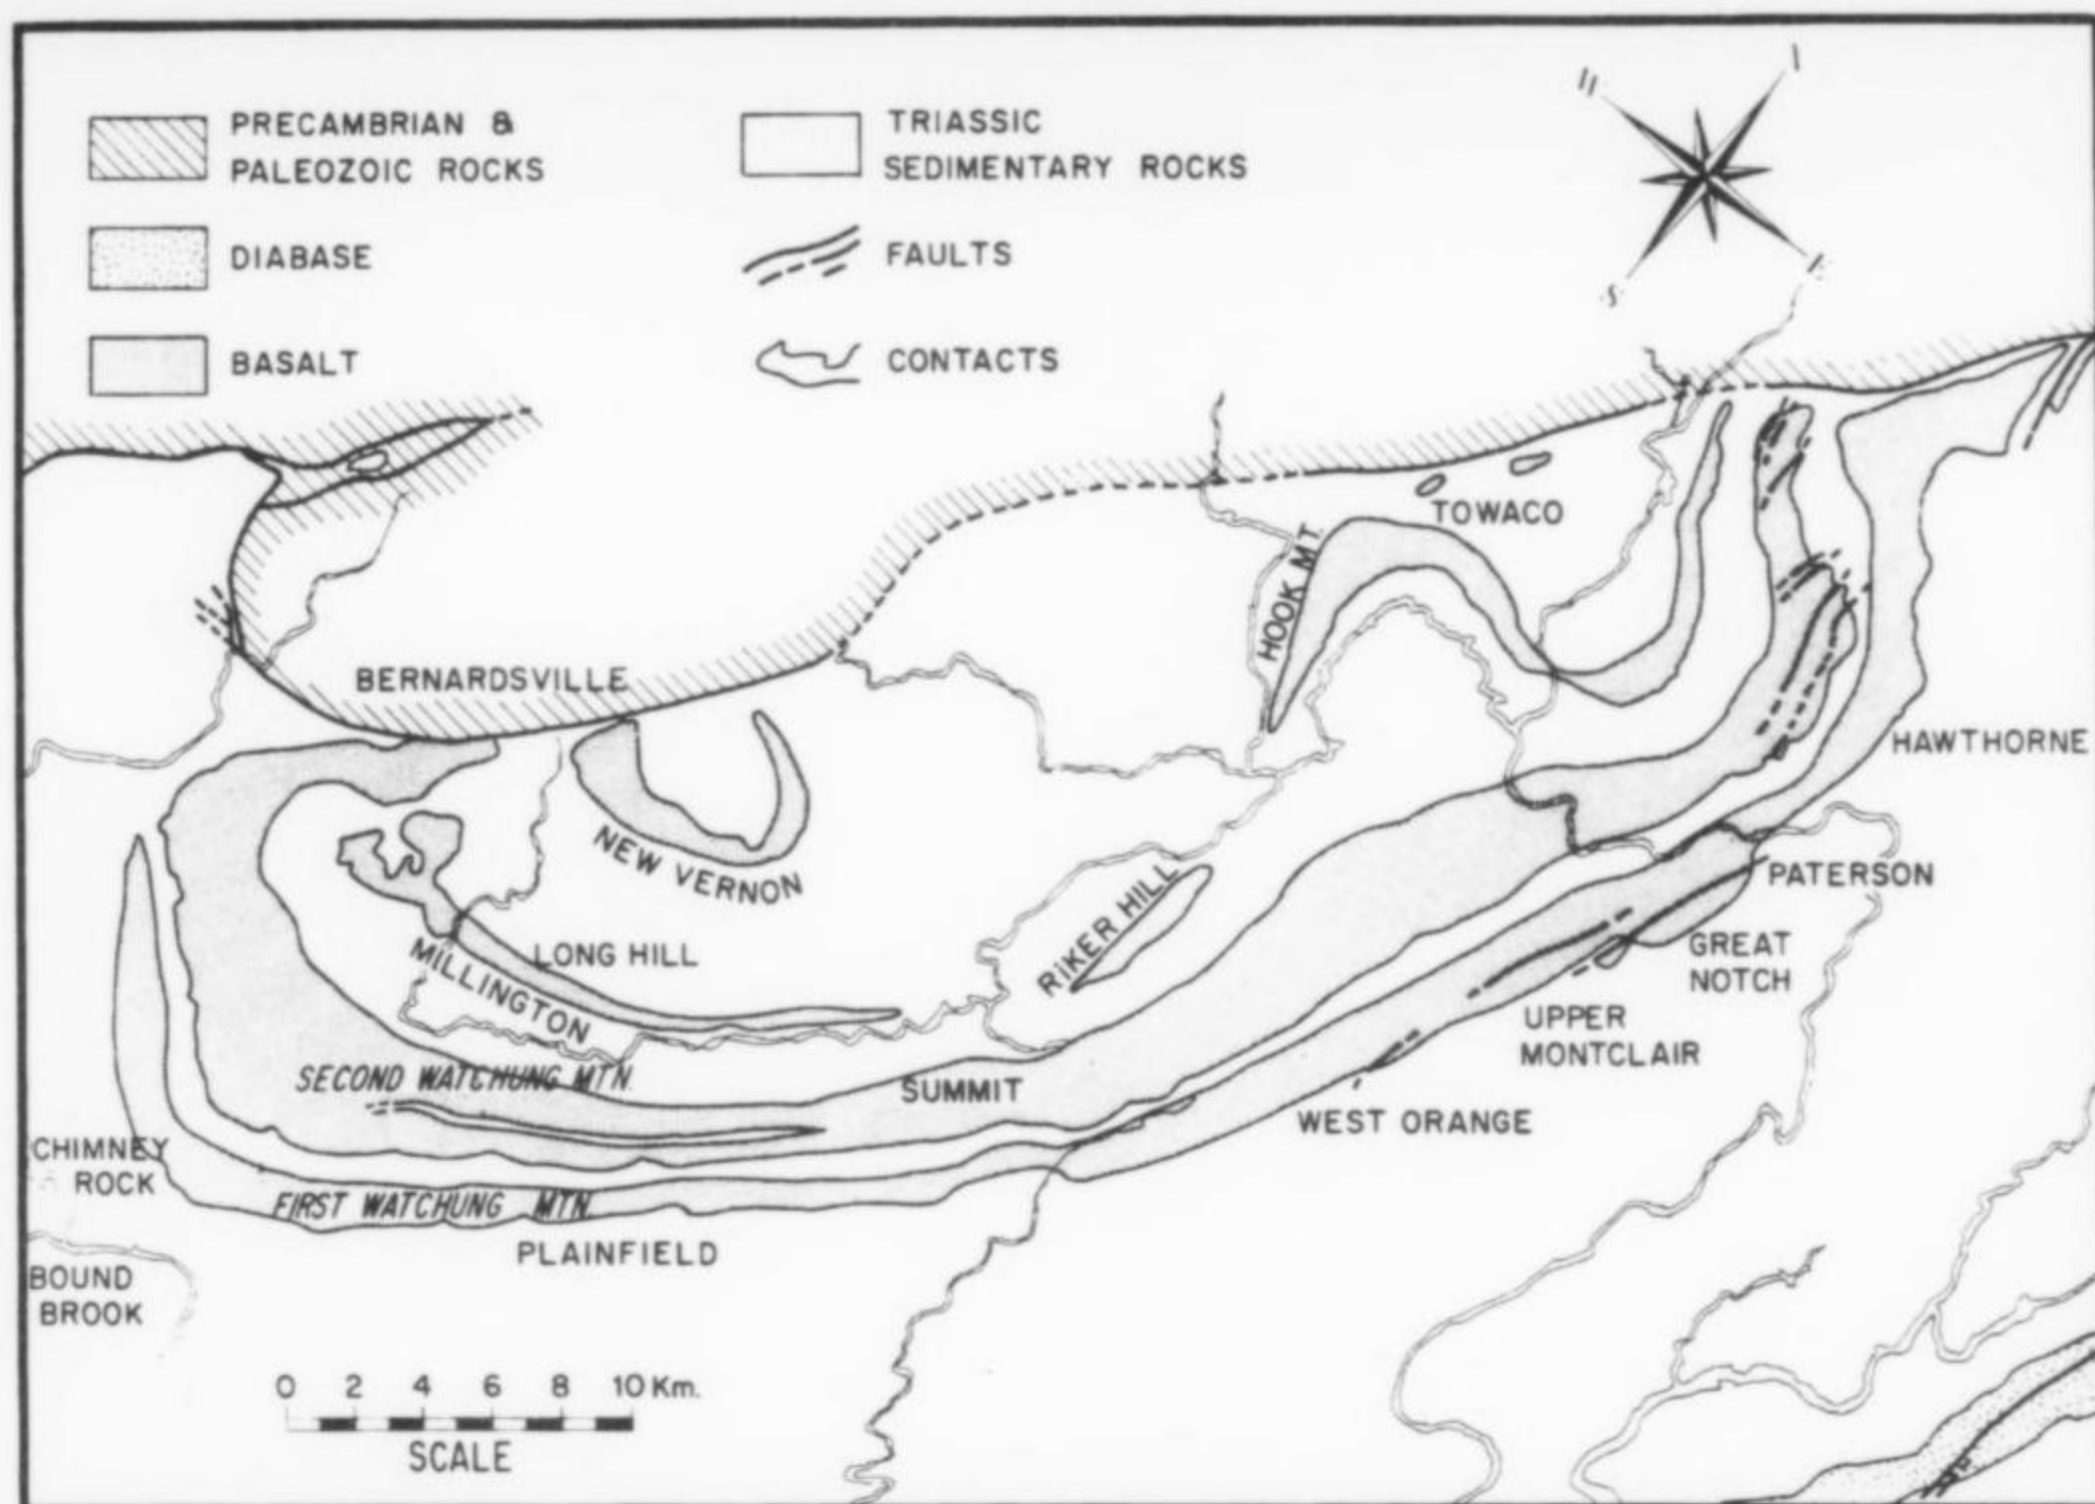 PRECAMBRIAN &
PALEOZOIC ROCKS
TRIASSIC
SEDIMENTARY ROCKS
DIABASE
FAULTS
BASALT
CONTACTS
S
TOWACO
HOOK MT.
BERNARDSVILLE
HAWTHORNE
NEW VERNON
PATERSON
RIKER HILL
GREAT
NOTCH
LONG HILL
MILLINGTON
UPPER
MONTCLAIR
SECOND WATCHUNG MTN.
SUMMIT
WEST ORANGE
CHIMNEY
ROCK
FIRST WATCHUNG MTN.
PLAINFIELD
BOUND
BROOK
0 2 4 6 8 10 Km.
SCALE